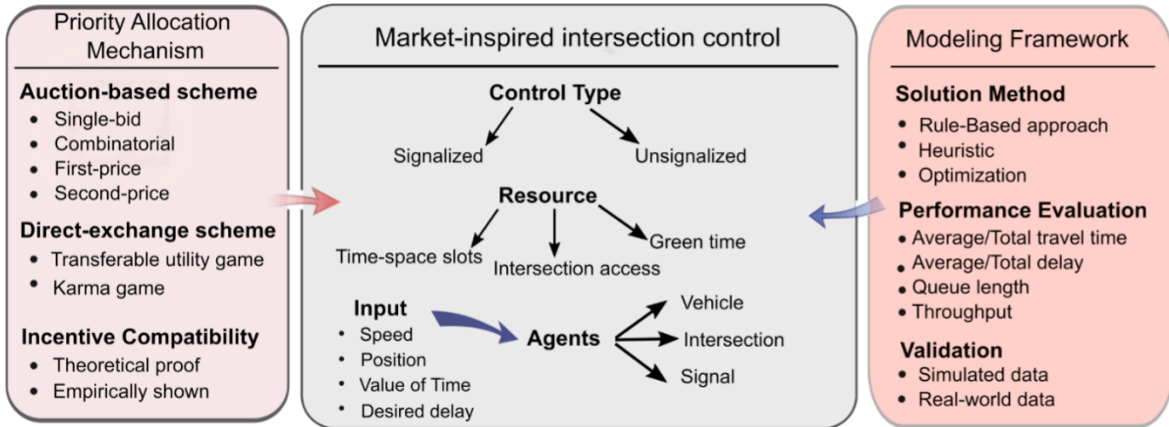 Priority Allocation
Mechanism
Auction-based scheme
• Single-bid
• Combinatorial
• First-price
• Second-price
Direct-exchange scheme
• Transferable utility game
• Karma game
Incentive Compatibility
• Theoretical proof
• Empirically shown
Market-inspired intersection control
Control Type
Signalized
Unsignalized
Resource
Time-space slots
Intersection access
Green time
Input
• Speed
• Position
• Value of Time
• Desired delay
Agents
Vehicle
Intersection
Signal
Modeling Framework
Solution Method
• Rule-Based approach
• Heuristic
• Optimization
Performance Evaluation
• Average/Total travel time
• Average/Total delay
• Queue length
• Throughput
Validation
• Simulated data
• Real-world data